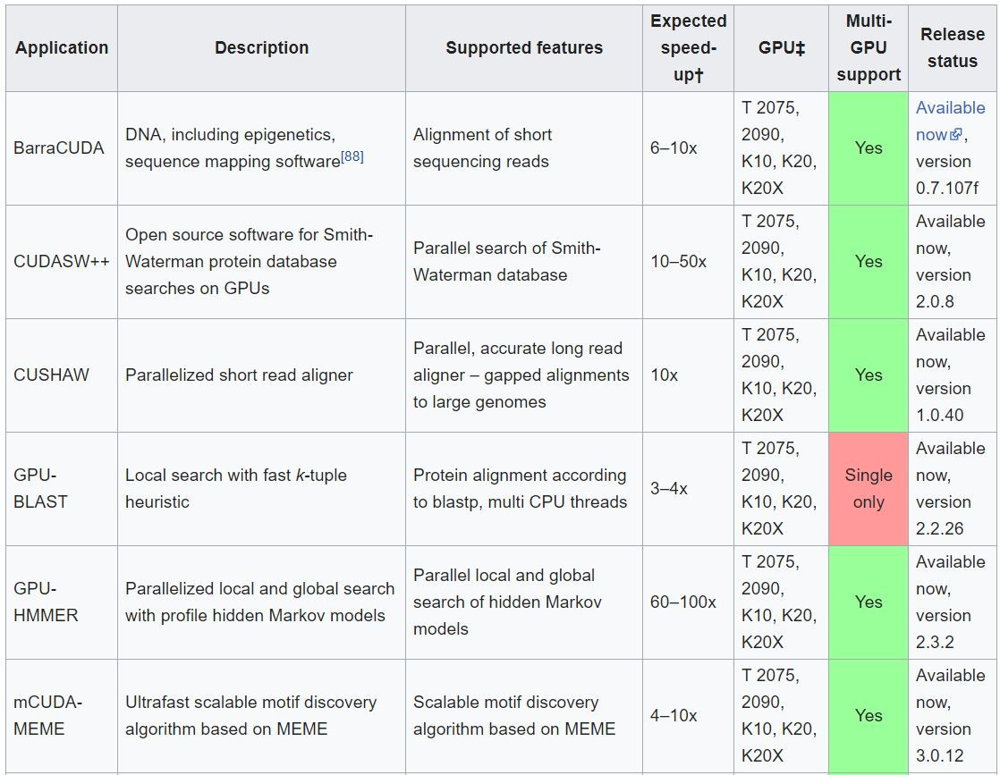 Application
Description
Supported features
Expected
speed-
up†
GPU‡
Multi-
GPU
support
Release
status
BarraCUDA
DNA, including epigenetics,
sequence mapping software[88]
Alignment of short
sequencing reads
6–10x
T 2075,
2090,
K10, K20,
K20X
Yes
Available
now,
version
0.7.107f
CUDASW++
Open source software for Smith-
Waterman protein database
searches on GPUs
Parallel search of Smith-
Waterman database
10–50x
T 2075,
2090,
K10, K20,
K20X
Yes
Available
now,
version
2.0.8
CUSHAW
Parallelized short read aligner
Parallel, accurate long read
aligner – gapped alignments
to large genomes
10x
T 2075,
2090,
K10, K20,
K20X
Yes
Available
now,
version
1.0.40
GPU-
BLAST
Local search with fast k-tuple
heuristic
Protein alignment according
to blastp, multi CPU threads
3–4x
T 2075,
2090,
K10, K20,
K20X
Single
only
Available
now,
version
2.2.26
GPU-
HMMER
Parallelized local and global search
with profile hidden Markov models
Parallel local and global
search of hidden Markov
models
60–100x
T 2075,
2090,
K10, K20,
K20X
Yes
Available
now,
version
2.3.2
mCUDA-
MEME
Ultrafast scalable motif discovery
algorithm based on MEME
Scalable motif discovery
algorithm based on MEME
4–10x
T 2075,
2090,
K10, K20,
K20X
Yes
Available
now,
version
3.0.12